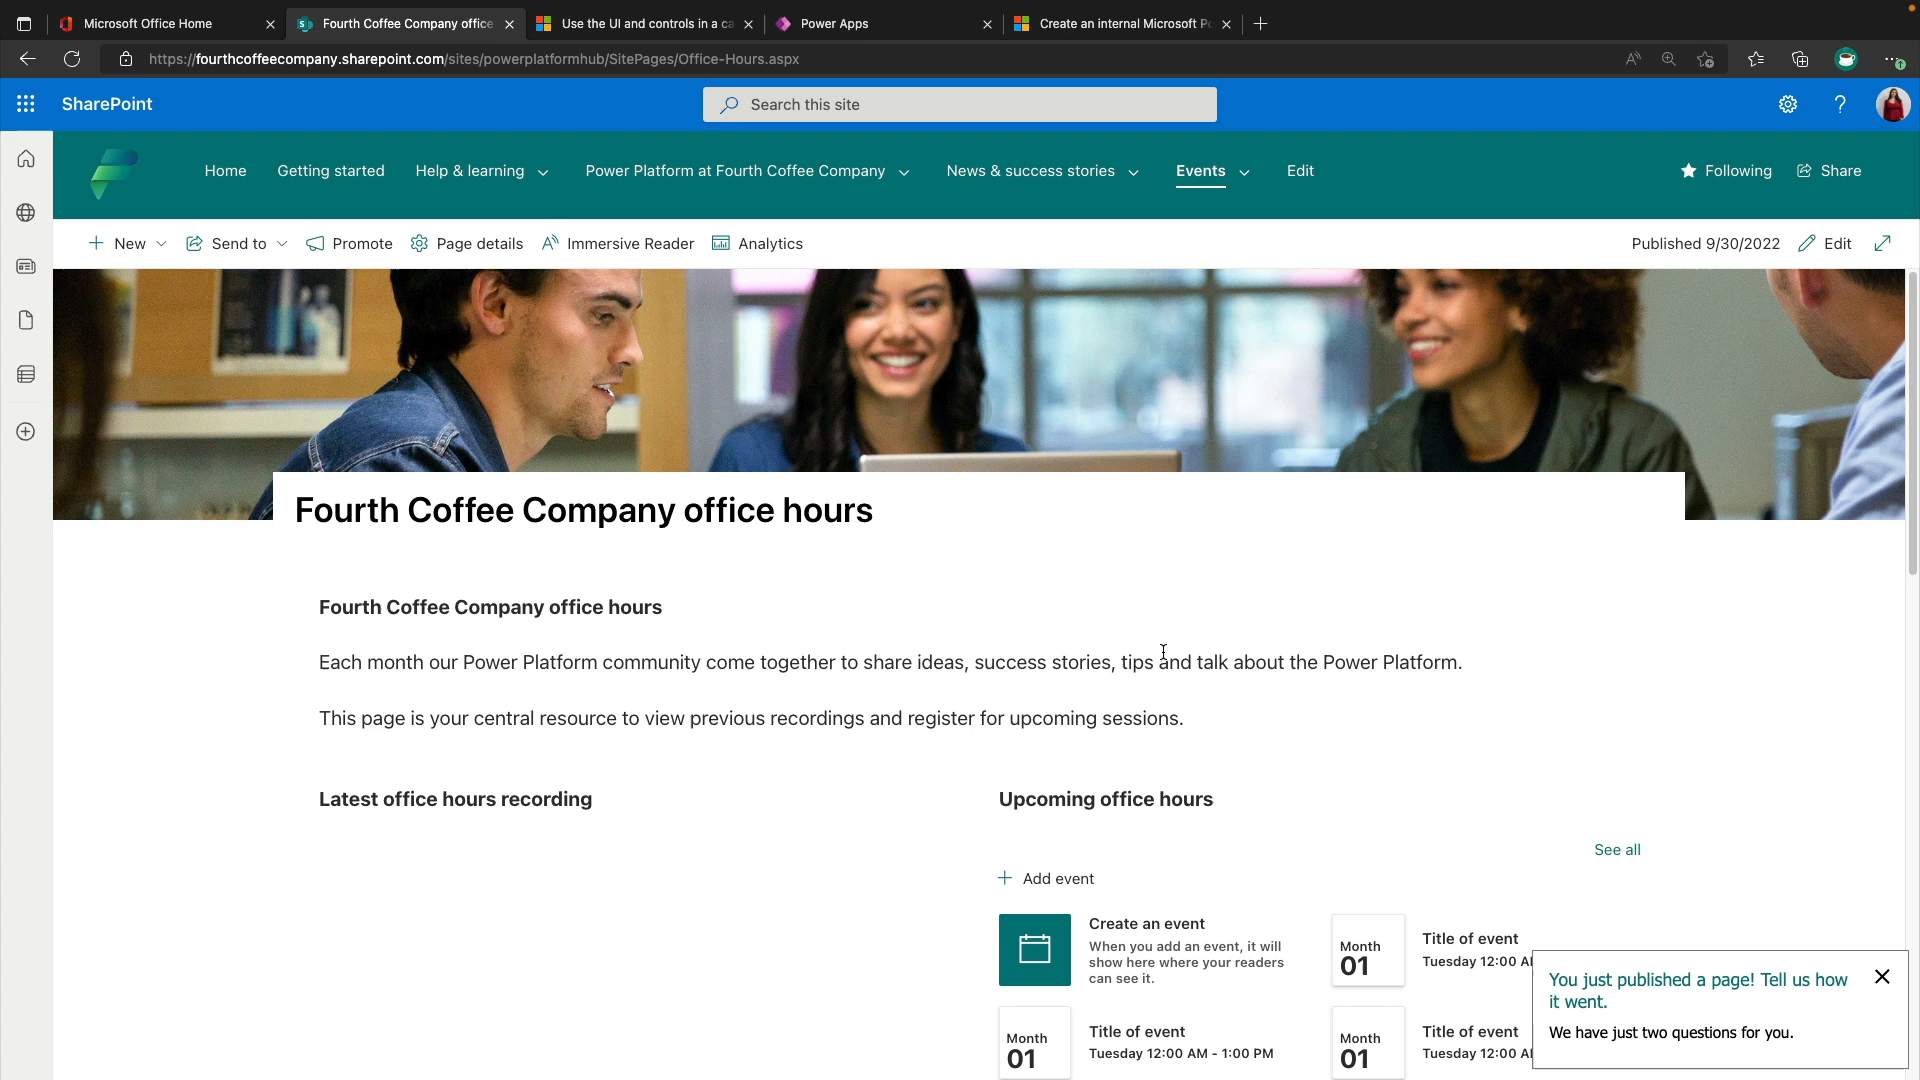 Microsoft Office Home
Fourth Coffee Company office
Use the UI and controls in a ca
Power Apps
Create an internal Microsoft Po
https://fourthcoffeecompany.sharepoint.com/sites/powerplatformhub/SitePages/Office-Hours.aspx
SharePoint
Search this site
Home
Getting started
Help & learning
Power Platform at Fourth Coffee Company
News & success stories
Events
Edit
Following
Share
New
Send to
Promote
Page details
Immersive Reader
Analytics
Published 9/30/2022
Edit
Fourth Coffee Company office hours
Fourth Coffee Company office hours
Each month our Power Platform community come together to share ideas, success stories, tips and talk about the Power Platform.
This page is your central resource to view previous recordings and register for upcoming sessions.
Latest office hours recording
Upcoming office hours
See all
Add event
Create an event
When you add an event, it will
show here where your readers
can see it.
Month
01
Title of event
Tuesday 12:00 AM
Month
01
Title of event
Tuesday 12:00 AM - 1:00 PM
Month
01
Title of event
Tuesday 12:00 AM
You just published a page! Tell us how
it went.
We have just two questions for you.